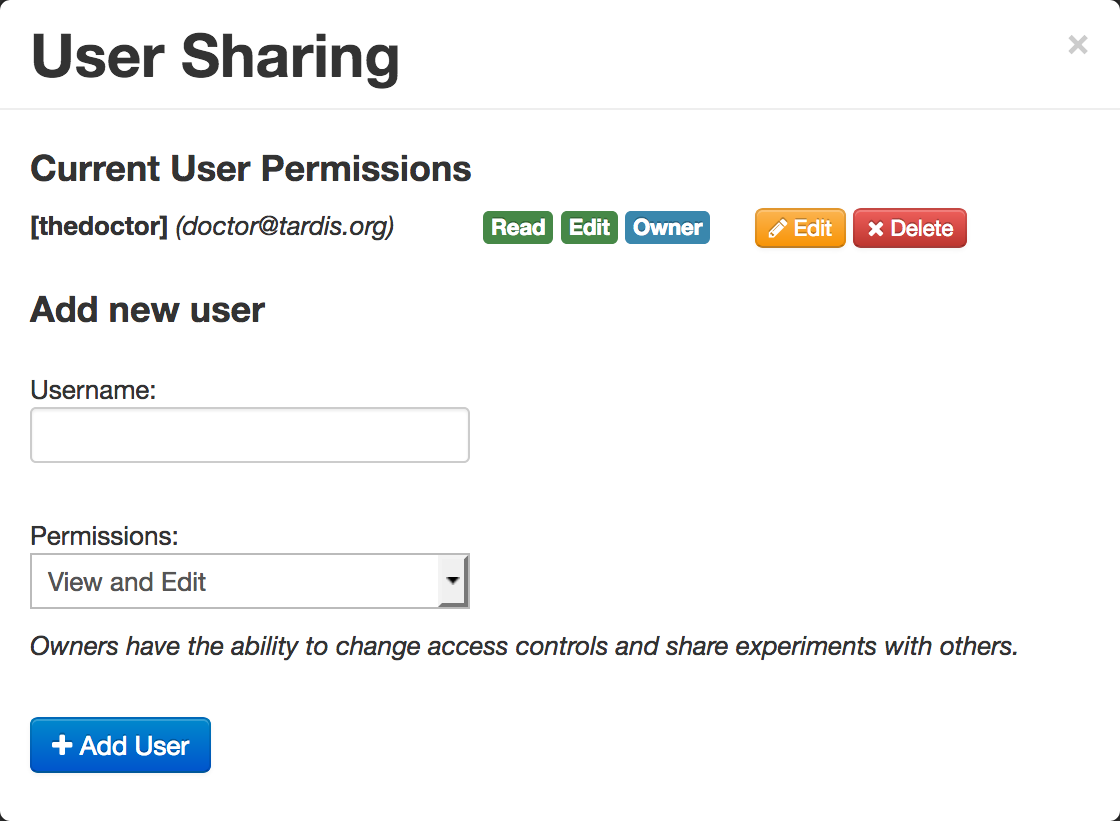 User Sharing ×
Current User Permissions
[thedoctor] (doctor@tardis.org) Read Edit Owner Edit Delete
Add new user
Username:
Permissions:
View and Edit
Owners have the ability to change access controls and share experiments with others.
+ Add User